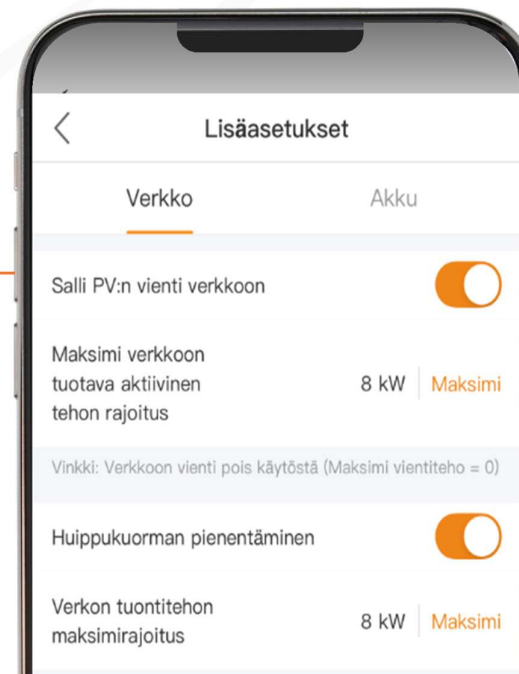 Lisäasetukset
Verkko
Akku
Salli PV:n vienti verkkoon
Maksimi verkkoon
tuotava aktiivinen
tehon rajoitus
8 kW
Maksimi
Vinkki: Verkkoon vienti pois käytöstä (Maksimi vientiteho = 0)
Huippukuorman pienentäminen
Verkon tuontitehon
maksimirajoitus
8 kW
Maksimi